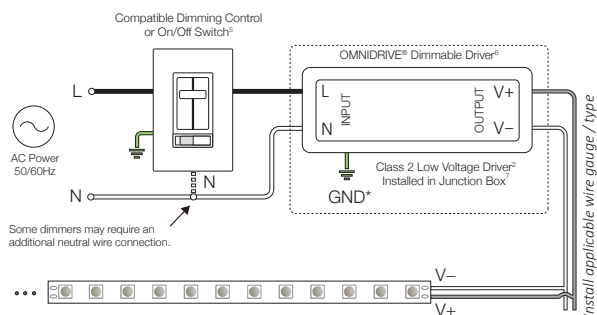 Compatible Dimming Control
or On/Off Switch⁵
OMNIDRIVE® Dimmable Driver⁶
L
L
INPUT
OUTPUT
V+
N
V–
AC Power
50/60Hz
N
N
GND*
Class 2 Low Voltage Driver²
Installed in Junction Box⁷
Some dimmers may require an
additional neutral wire connection.
V–
V+
Install applicable wire gauge / type